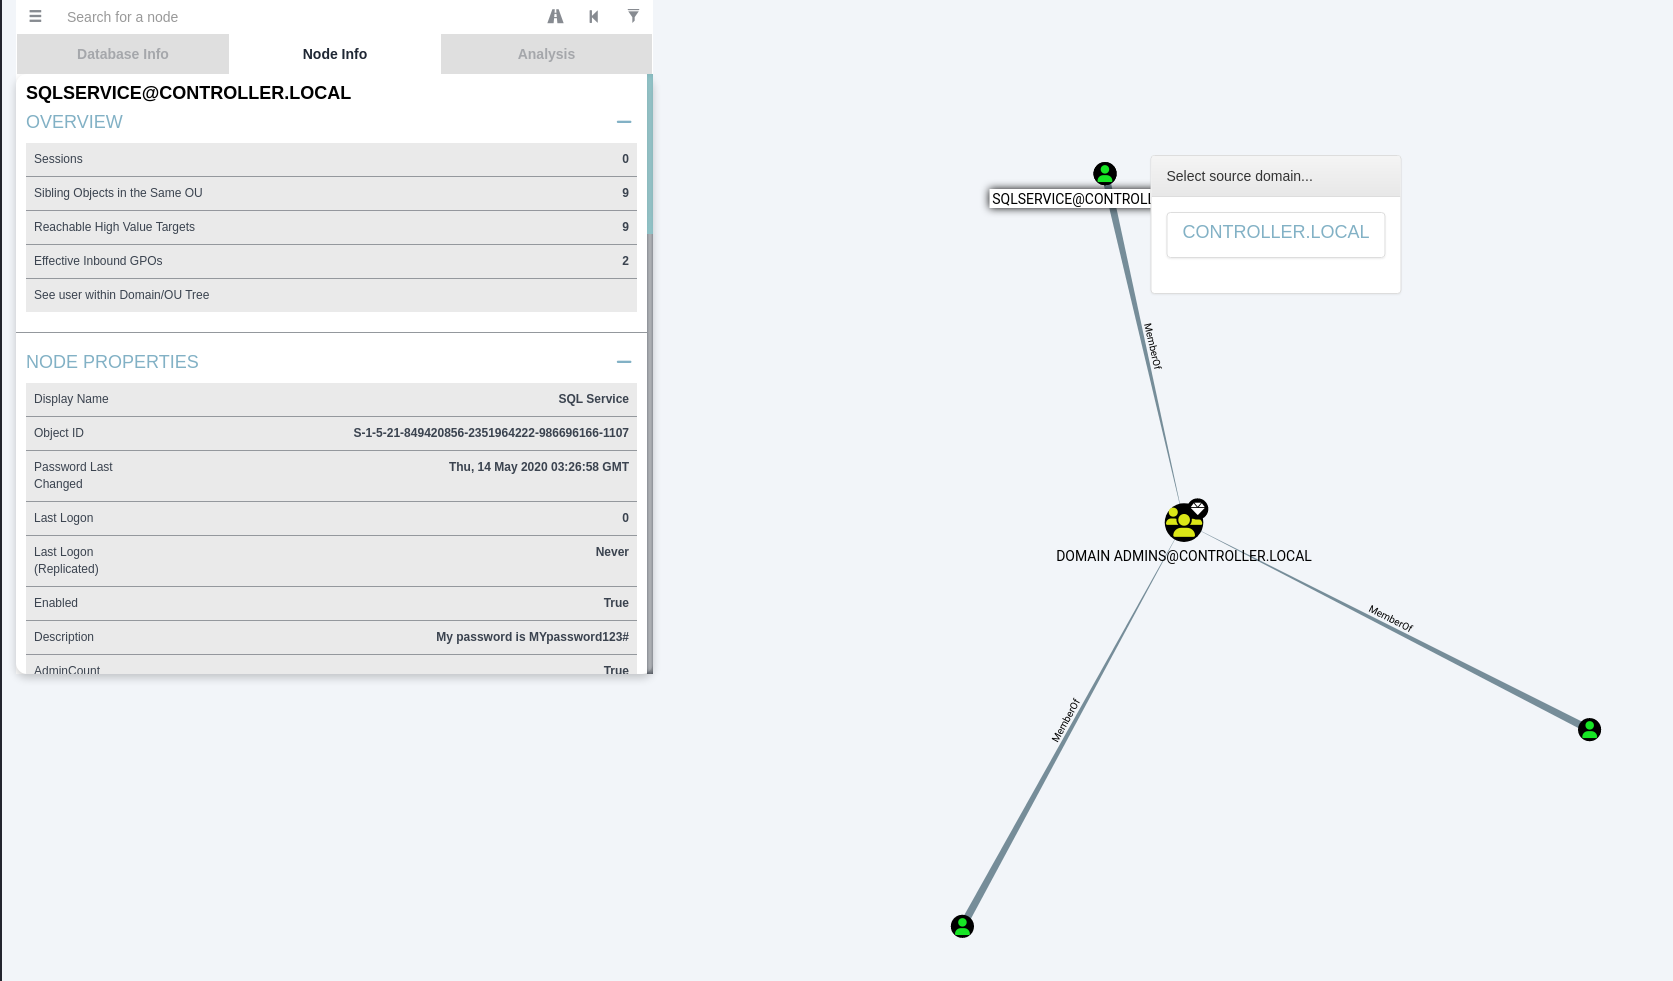 Search for a node
Database Info
Node Info
Analysis
SQLSERVICE@CONTROLLER.LOCAL
OVERVIEW
Sessions 0
Sibling Objects in the Same OU 9
Reachable High Value Targets 9
Effective Inbound GPOs 2
See user within Domain/OU Tree
NODE PROPERTIES
Display Name SQL Service
Object ID S-1-5-21-849420856-2351964222-986696166-1107
Password Last Thu, 14 May 2020 03:26:58 GMT
Changed
Last Logon 0
Last Logon Never
(Replicated)
Enabled True
Description My password is MYpassword123#
AdminCount True
SQLSERVICE@CONTROLL
Select source domain...
CONTROLLER.LOCAL
MemberOf
DOMAIN ADMINS@CONTROLLER.LOCAL
MemberOf
MemberOf